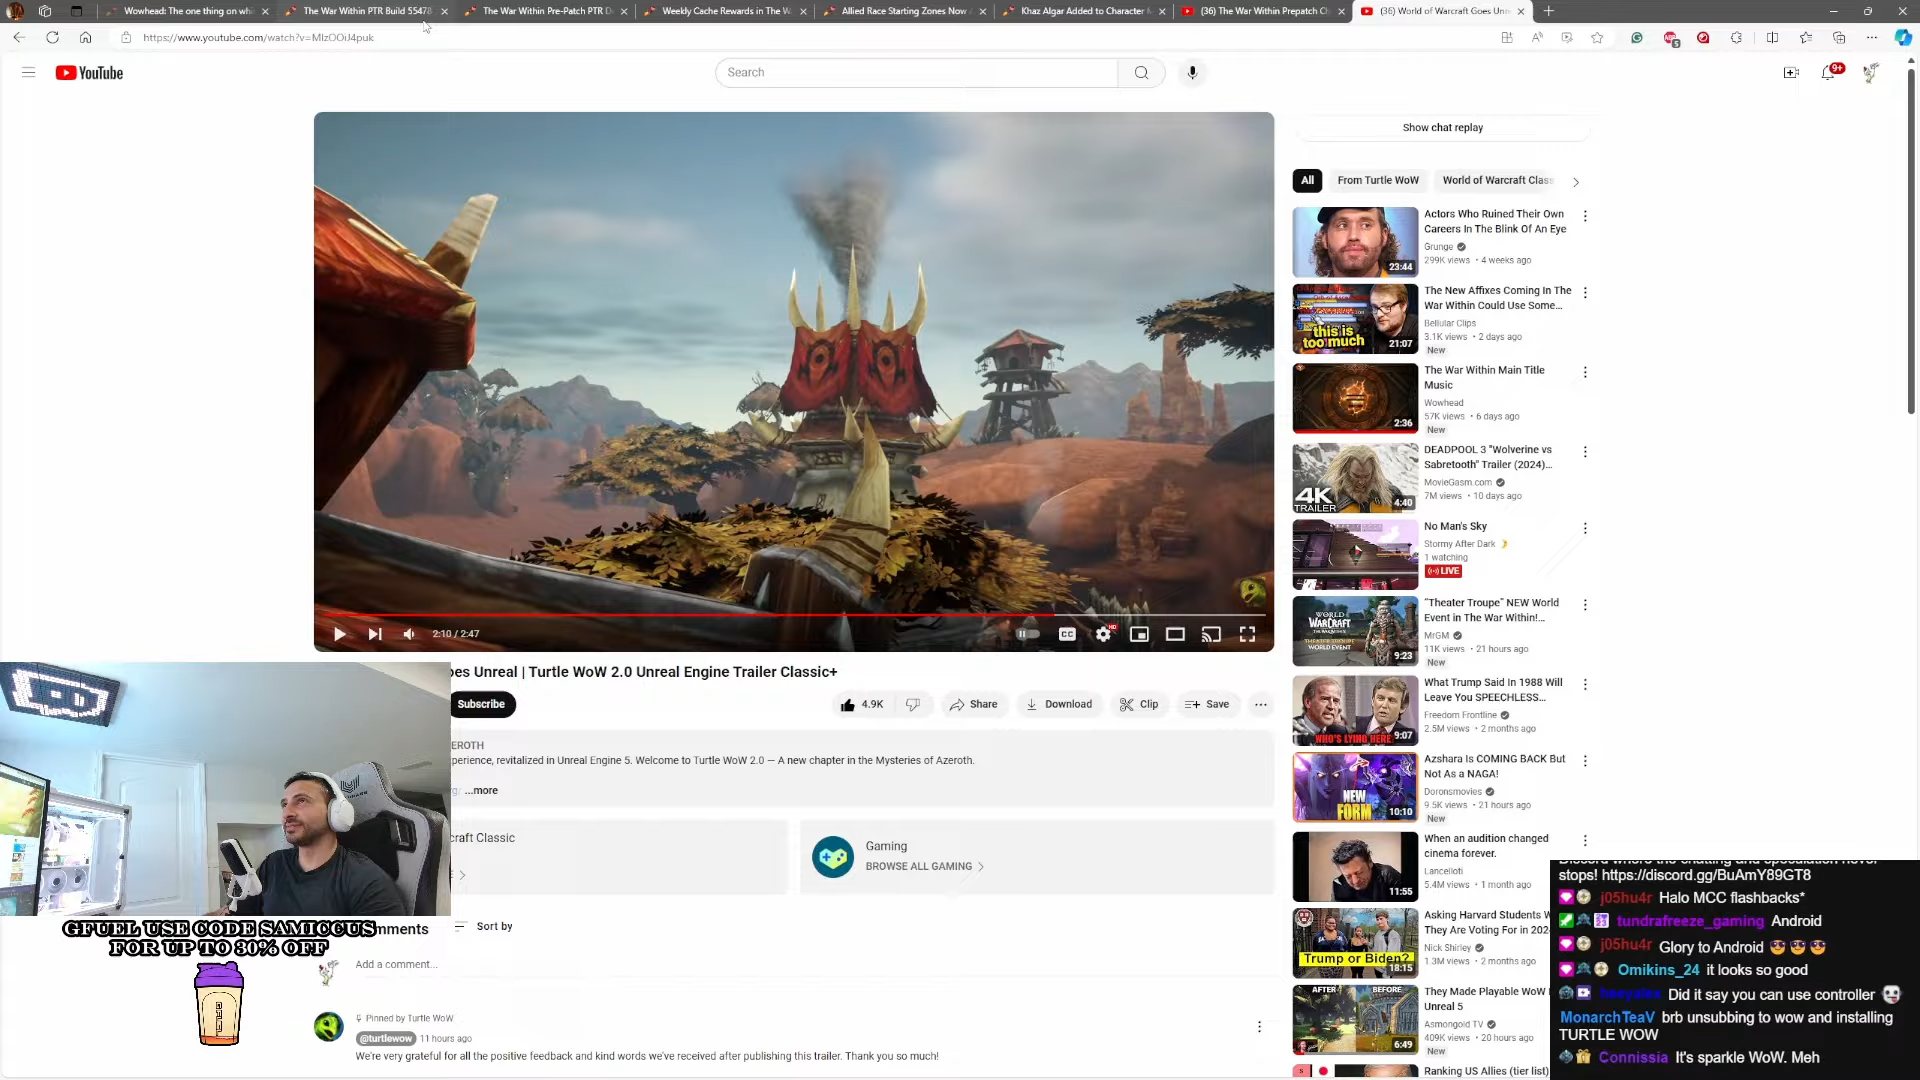 Wowhead: The one thing on wh
The War Within PTR Build 55478
The War Within Pre-Patch PTR D
Weekly Cache Rewards in The W
Allied Race Starting Zones Now
Khaz Algar Added to Character
(36) The War Within Prepatch C
(36) World of Warcraft Goes Unr
https://www.youtube.com/watch?v=MIzOOiJ4puk
YouTube
Search
9+
Show chat replay
All
From Turtle WoW
World of Warcraft Class
Actors Who Ruined Their Own
Careers In The Blink Of An Eye
Grunge
299K views • 4 weeks ago
23:44
The New Affixes Coming In The
War Within Could Use Some...
Bellular Clips
3.1K views • 2 days ago
New
this is
too much
21:07
The War Within Main Title
Music
Wowhead
57K views • 6 days ago
New
2:36
DEADPOOL 3 "Wolverine vs
Sabretooth" Trailer (2024)...
MovieGasm.com
7M views • 10 days ago
4K
TRAILER
4:40
No Man's Sky
Stormy After Dark
1 watching
LIVE
"Theater Troupe" NEW World
Event in The War Within!...
MrGM
11K views • 21 hours ago
New
WORLD
WARCRAFT
THEATER TROUPE
WORLD EVENT
9:23
What Trump Said In 1988 Will
Leave You SPEECHLESS...
Freedom Frontline
2.5M views • 2 months ago
WHO'S LYING HERE
9:07
Azshara Is COMING BACK But
Not As a NAGA!
Doronsmovies
9.5K views • 21 hours ago
New
NEW
FORM
10:10
When an audition changed
cinema forever.
Lancelloti
5.4M views • 1 month ago
11:55
Asking Harvard Students W
They Are Voting For in 202
Nick Shirley
1.3M views • 2 months ago
Trump or Biden?
18:15
They Made Playable WoW
Unreal 5
Asmongold TV
409K views • 20 hours ago
New
AFTER
BEFORE
6:49
Ranking US Allies (tier list)
2:10 / 2:47
CC
HD
oes Unreal | Turtle WoW 2.0 Unreal Engine Trailer Classic+
Subscribe
4.9K
Share
Download
Clip
Save
EROTH
perience, revitalized in Unreal Engine 5. Welcome to Turtle WoW 2.0 — A new chapter in the Mysteries of Azeroth.
...more
craft Classic
Gaming
BROWSE ALL GAMING
GFUEL USE CODE SAMICCUS
FOR UP TO 30% OFF
mments
Sort by
Add a comment...
Pinned by Turtle WoW
@turtlewow 11 hours ago
We're very grateful for all the positive feedback and kind words we've received after publishing this trailer. Thank you so much!
Discord where the chatting and speculation never
stops! https://discord.gg/BuAmY89GT8
j05hu4r Halo MCC flashbacks*
tundrafreeze_gaming Android
j05hu4r Glory to Android
Omikins_24 it looks so good
Did it say you can use controller
MonarchTeaV brb unsubbing to wow and installing
TURTLE WOW
Connissia It's sparkle WoW. Meh